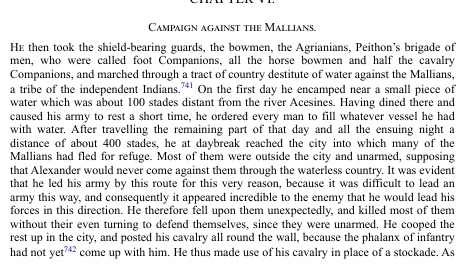 CHAPTER VI.
CAMPAIGN AGAINST THE MALLIANS.
HE then took the shield-bearing guards, the bowmen, the Agrianians, Peithon's brigade of
men, who were called foot Companions, all the horse bowmen and half the cavalry
Companions, and marched through a tract of country destitute of water against the Mallians,
a tribe of the independent Indians.741 On the first day he encamped near a small piece of
water which was about 100 stades distant from the river Acesines. Having dined there and
caused his army to rest a short time, he ordered every man to fill whatever vessel he had
with water. After travelling the remaining part of that day and all the ensuing night a
distance of about 400 stades, he at daybreak reached the city into which many of the
Mallians had fled for refuge. Most of them were outside the city and unarmed, supposing
that Alexander would never come against them through the waterless country. It was evident
that he led his army by this route for this very reason, because it was difficult to lead an
army this way, and consequently it appeared incredible to the enemy that he would lead his
forces in this direction. He therefore fell upon them unexpectedly, and killed most of them
without their even turning to defend themselves, since they were unarmed. He cooped the
rest up in the city, and posted his cavalry all round the wall, because the phalanx of infantry
had not yet742 come up with him. He thus made use of his cavalry in place of a stockade. As